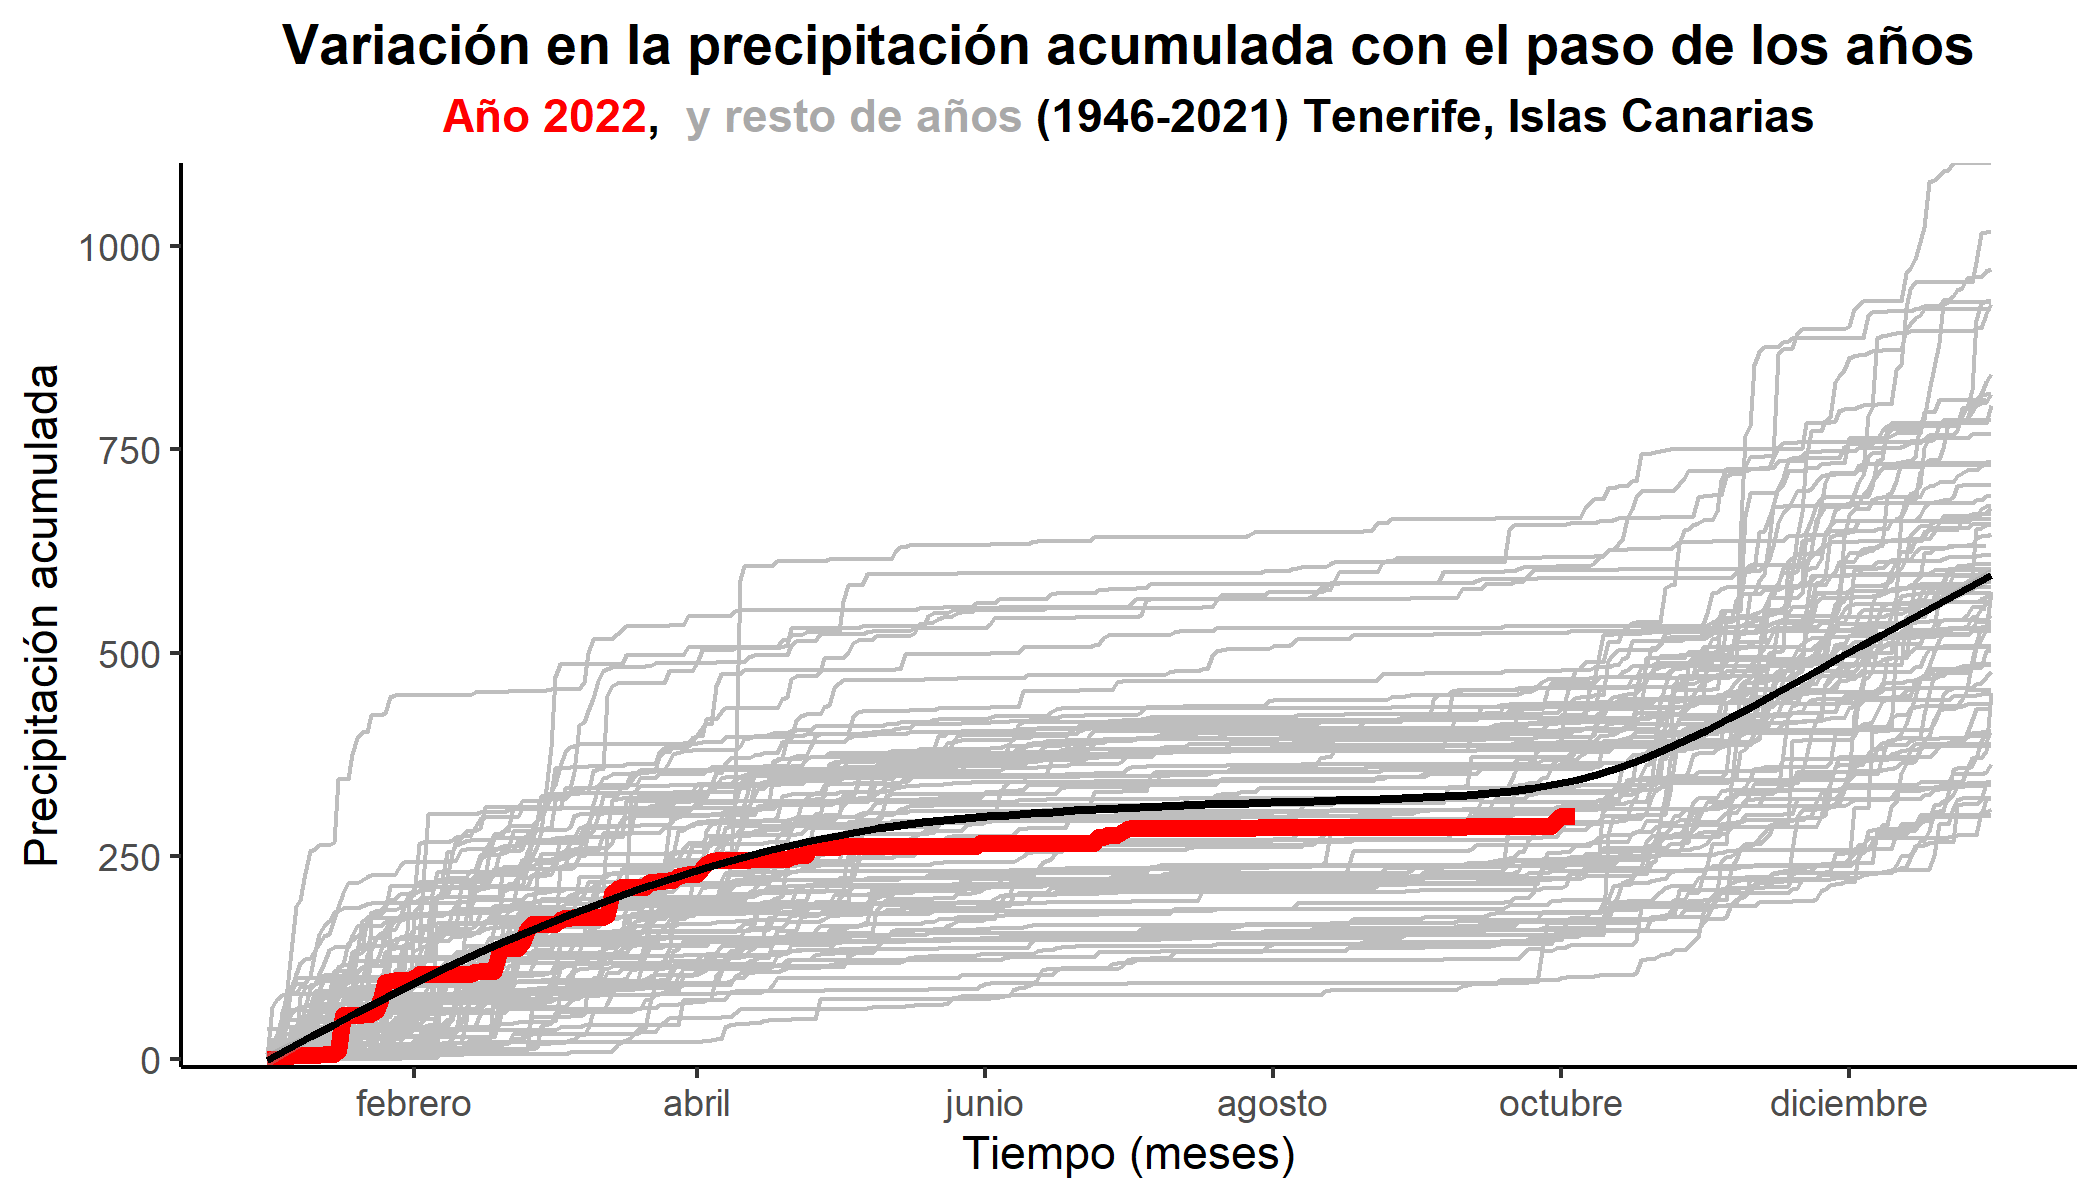 Variación en la precipitación acumulada con el paso de los años
Año 2022, y resto de años (1946-2021) Tenerife, Islas Canarias
Precipitación acumulada
1000
750
500
250
0
febrero abril junio agosto octubre diciembre
Tiempo (meses)